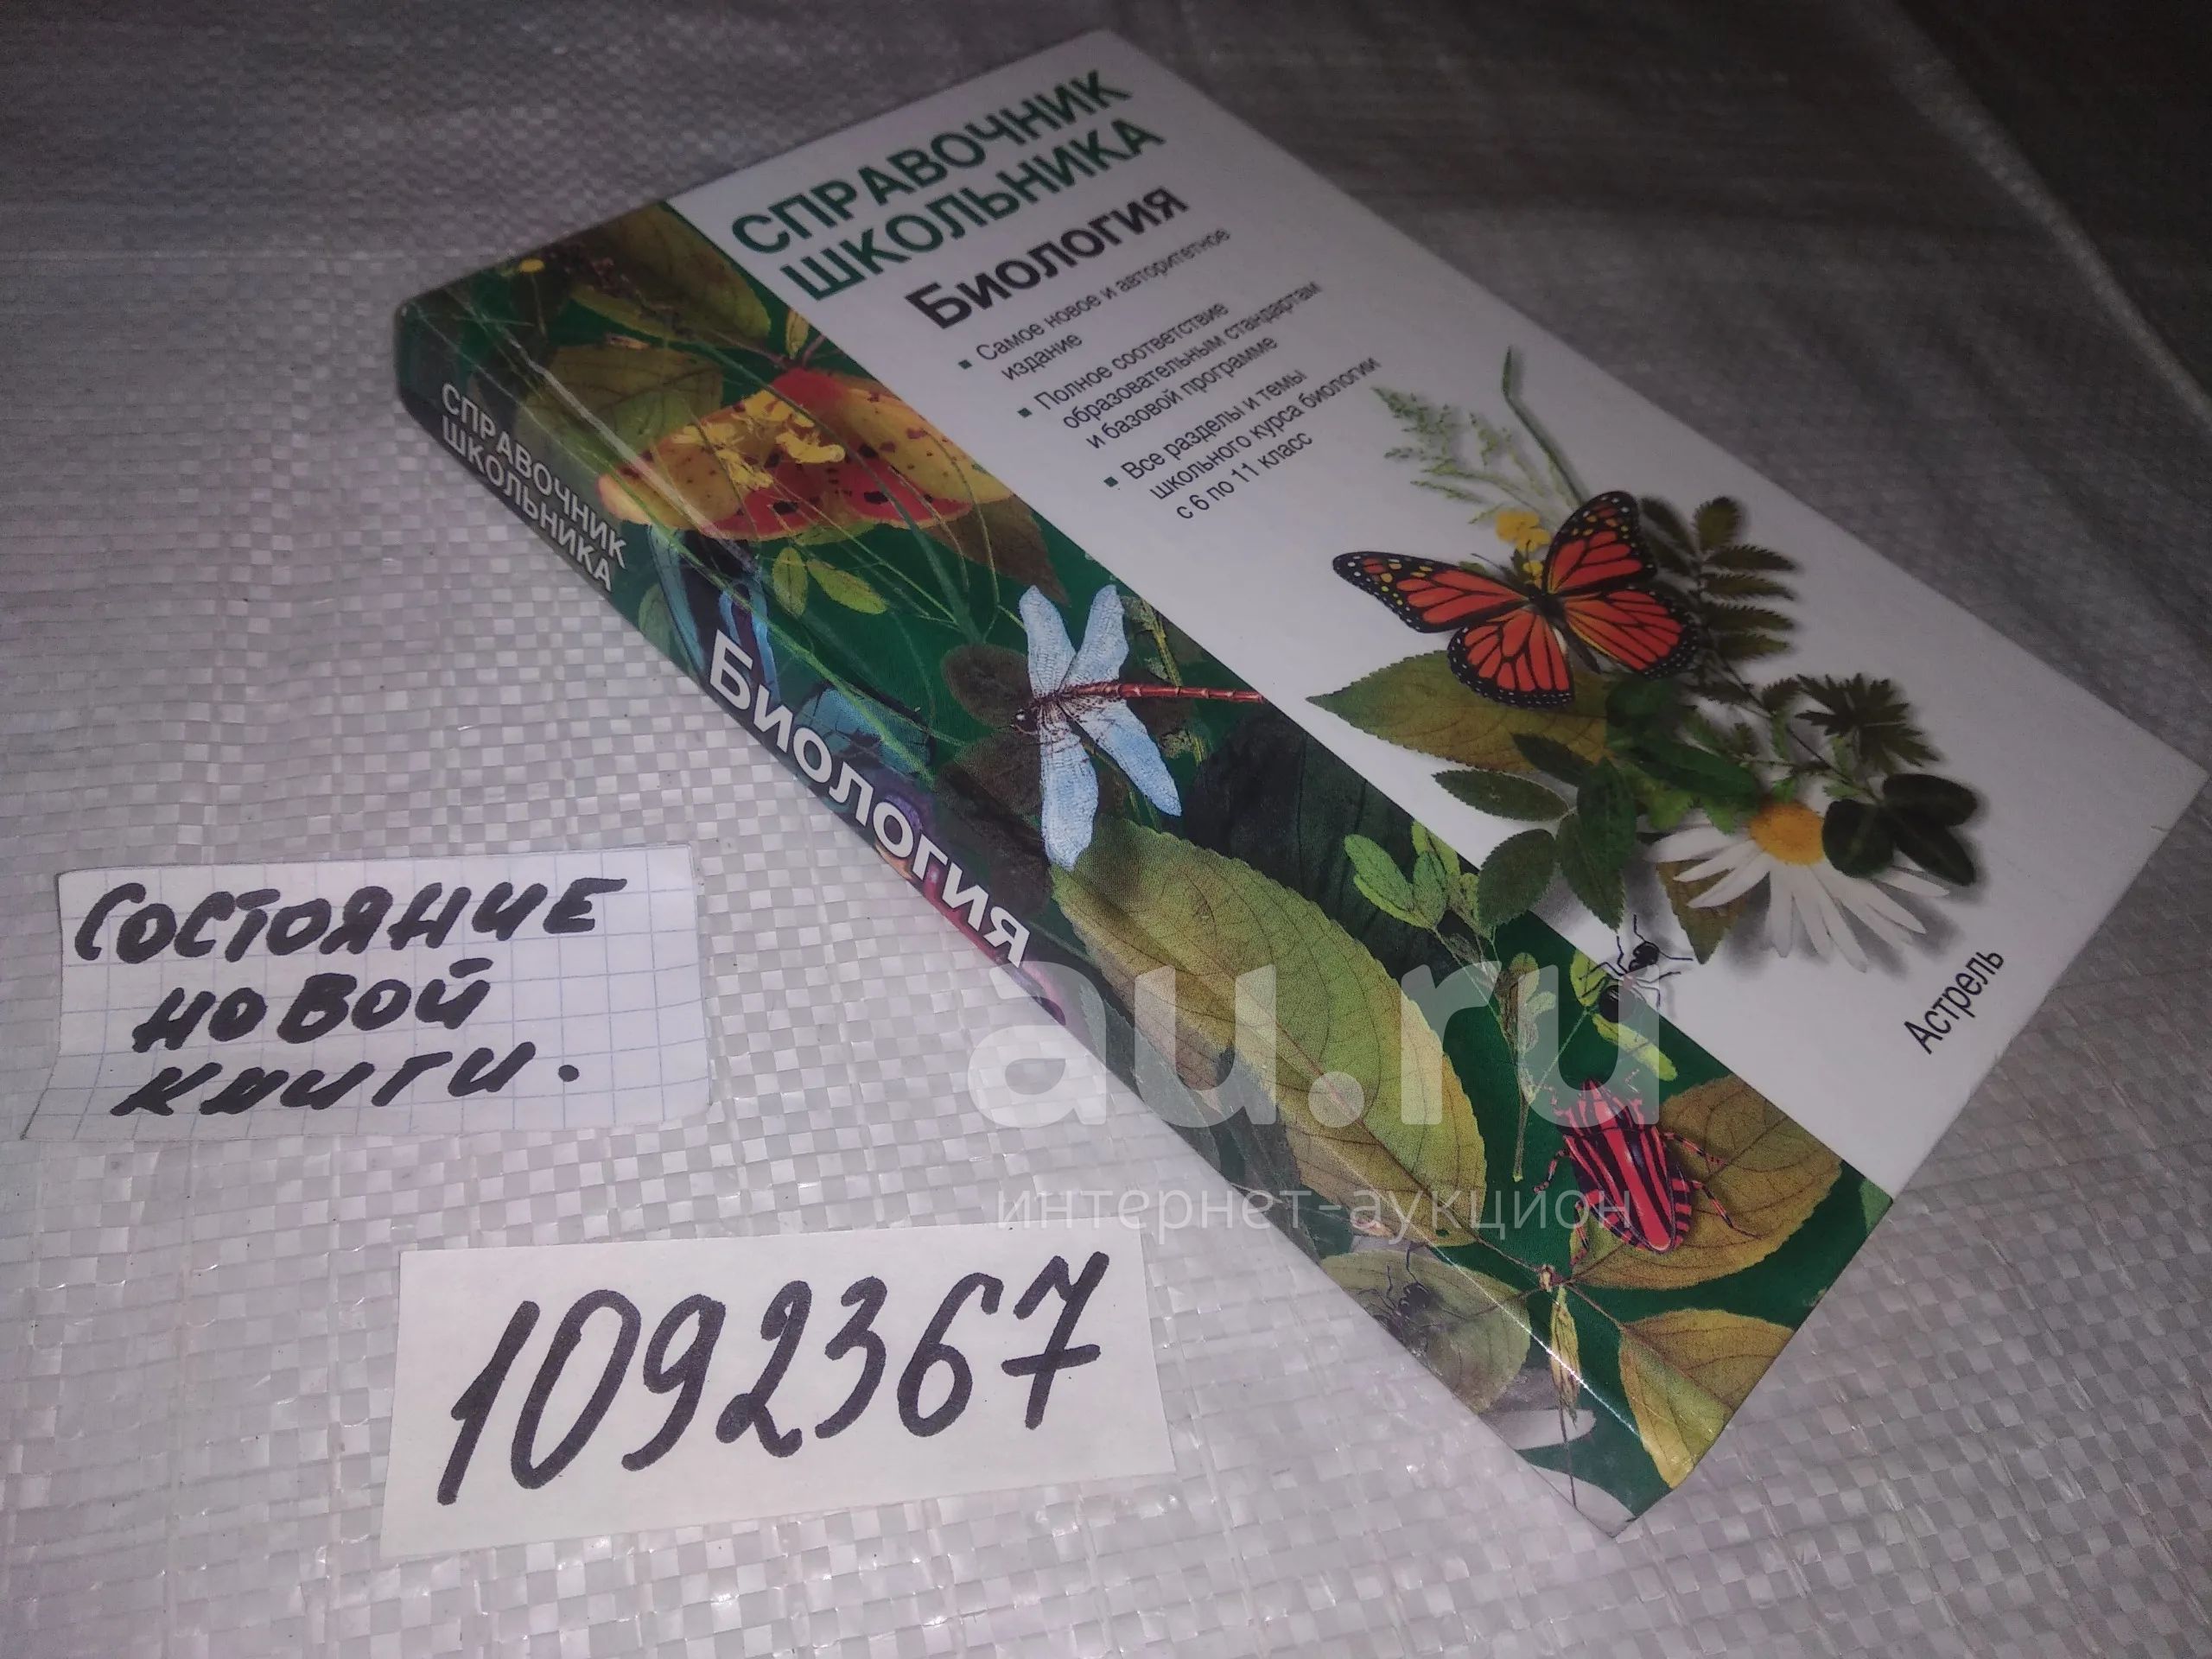 СПРАВОЧНИК
ШКОЛЬНИКА
Биология
Самое новое и авторитетное
издание
Полное соответствие
образовательным стандартам
и базовой программе
Все разделы и темы
школьного курса биологии
с 6 по 11 класс
Астрель
СПРАВОЧНИК
ШКОЛЬНИКА
Биология
СОСТОЯНИЕ
НОВОЙ
КНИГИ.
1092367
au.ru
интернет-аукцион